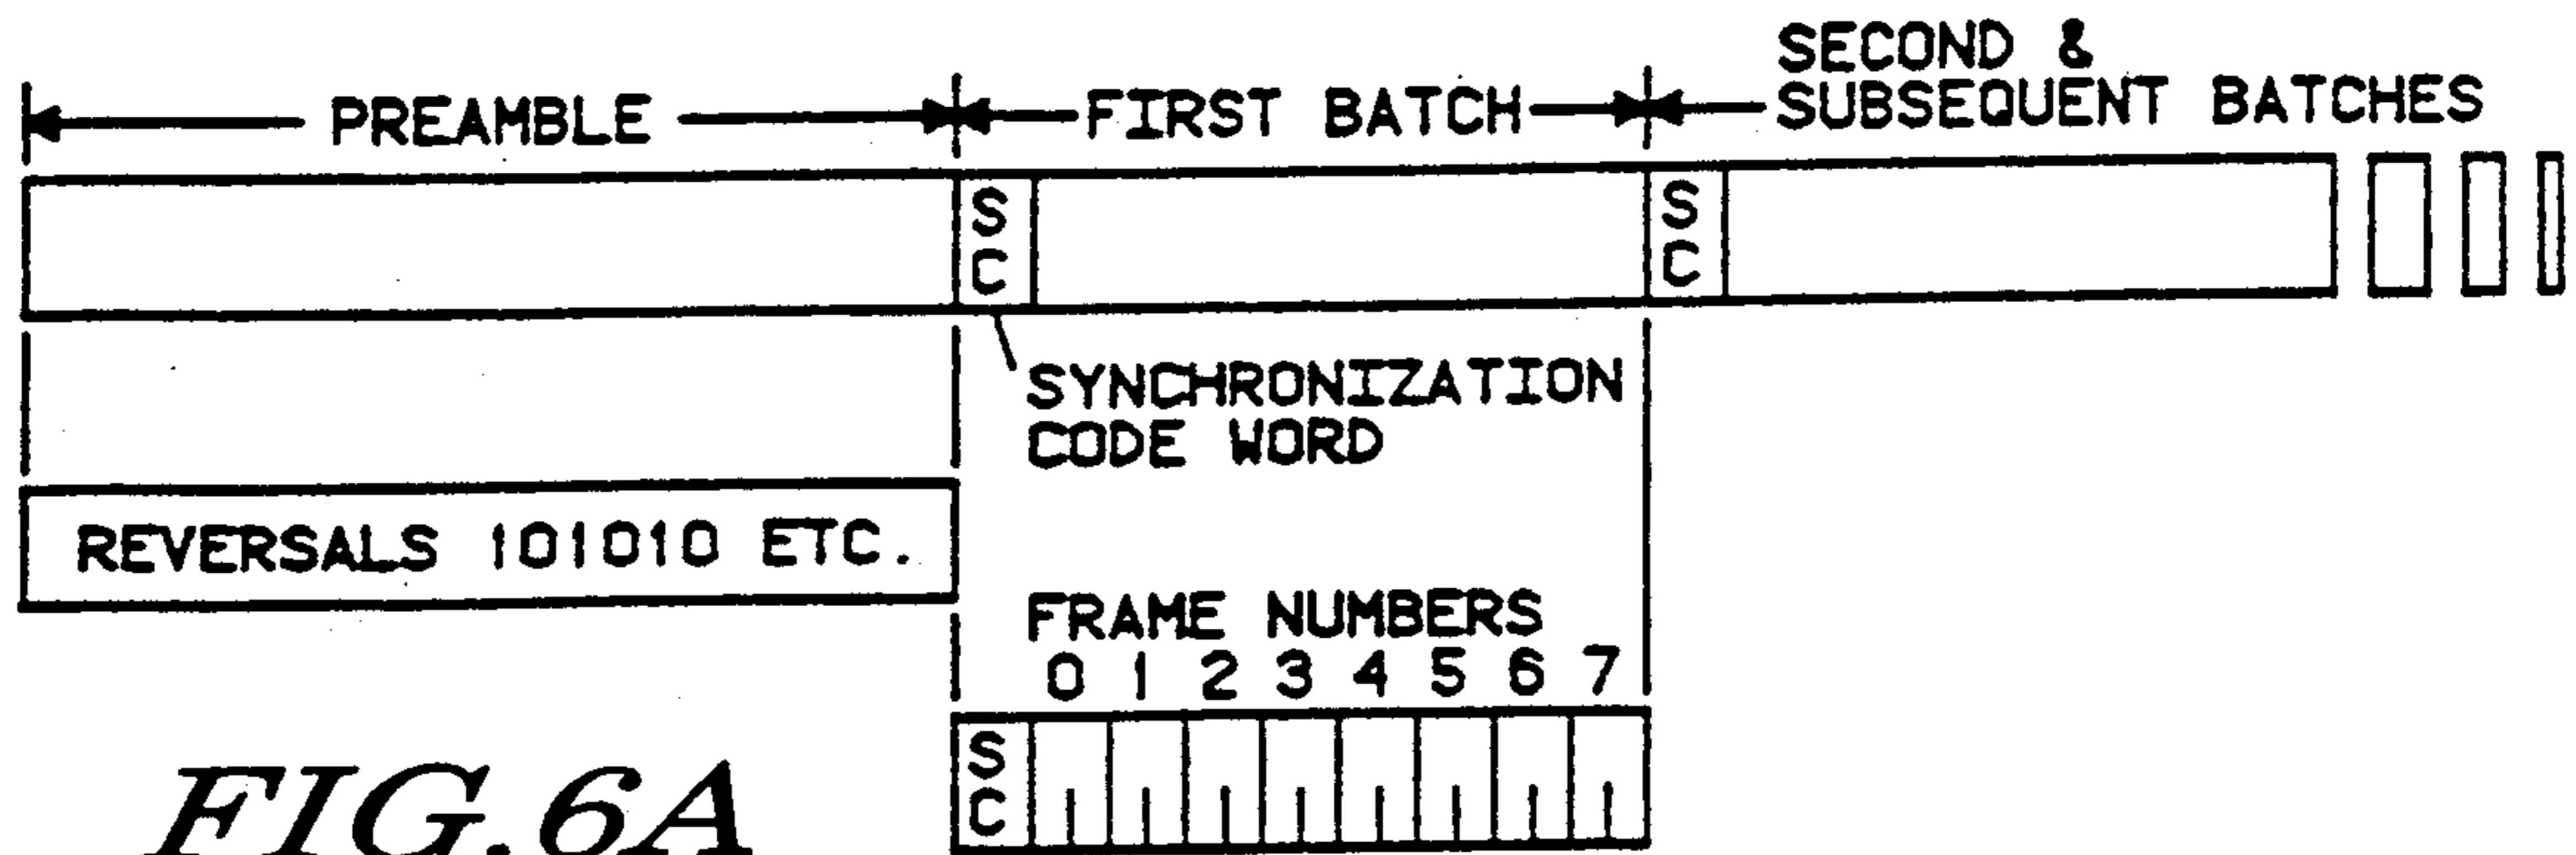 PREAMBLE
FIRST BATCH
SECOND &
SUBSEQUENT BATCHES
S
C
S
C
SYNCHRONIZATION
CODE WORD
REVERSALS 101010 ETC.
FRAME NUMBERS
0 1 2 3 4 5 6 7
S
C
FIG.6A